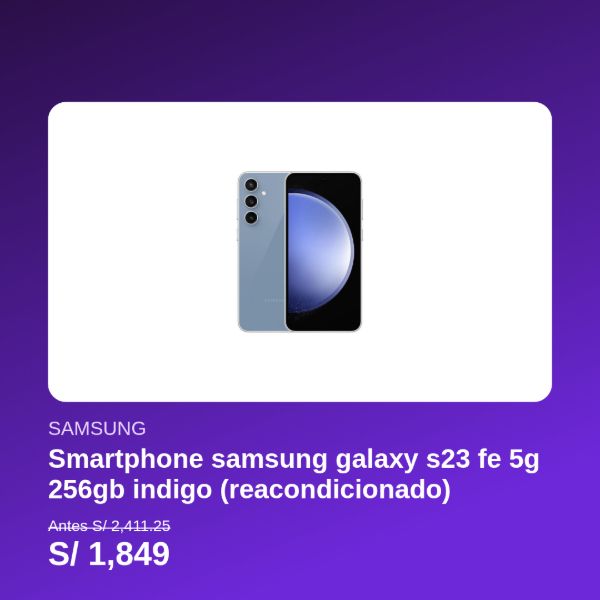 SAMSUNG
Smartphone samsung galaxy s23 fe 5g
256gb indigo (reacondicionado)
Antes S/ 2,411.25
S/ 1,849